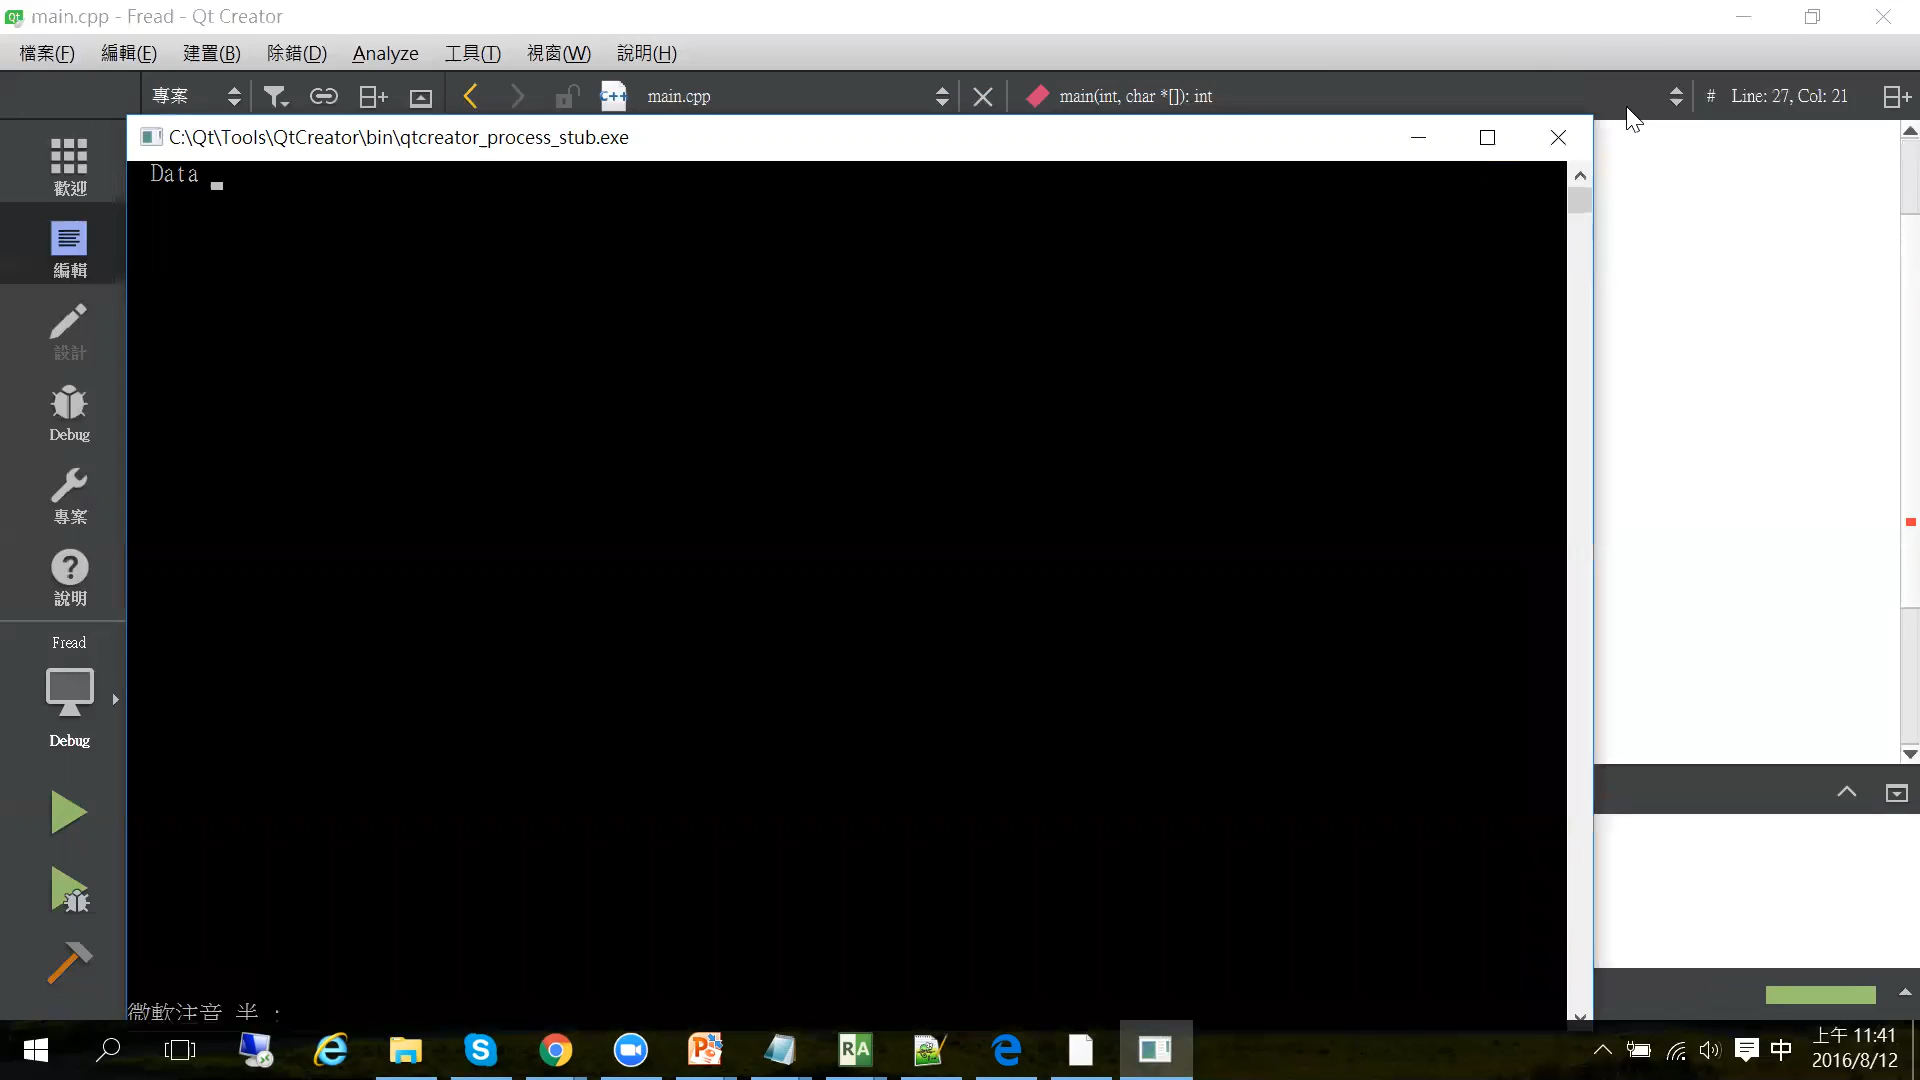 main.cpp - Fread - Qt Creator
檔案(F) 編輯(E) 建置(B) 除錯(D) Analyze 工具(T) 視窗(W) 說明(H)
專案 main.cpp main(int, char *[]): int # Line: 27, Col: 21
C:\Qt\Tools\QtCreator\bin\qtcreator_process_stub.exe
Data
歡迎
編輯
設計
Debug
專案
說明
Fread
Debug
微軟注音 半 :
上午 11:41
中
2016/8/12